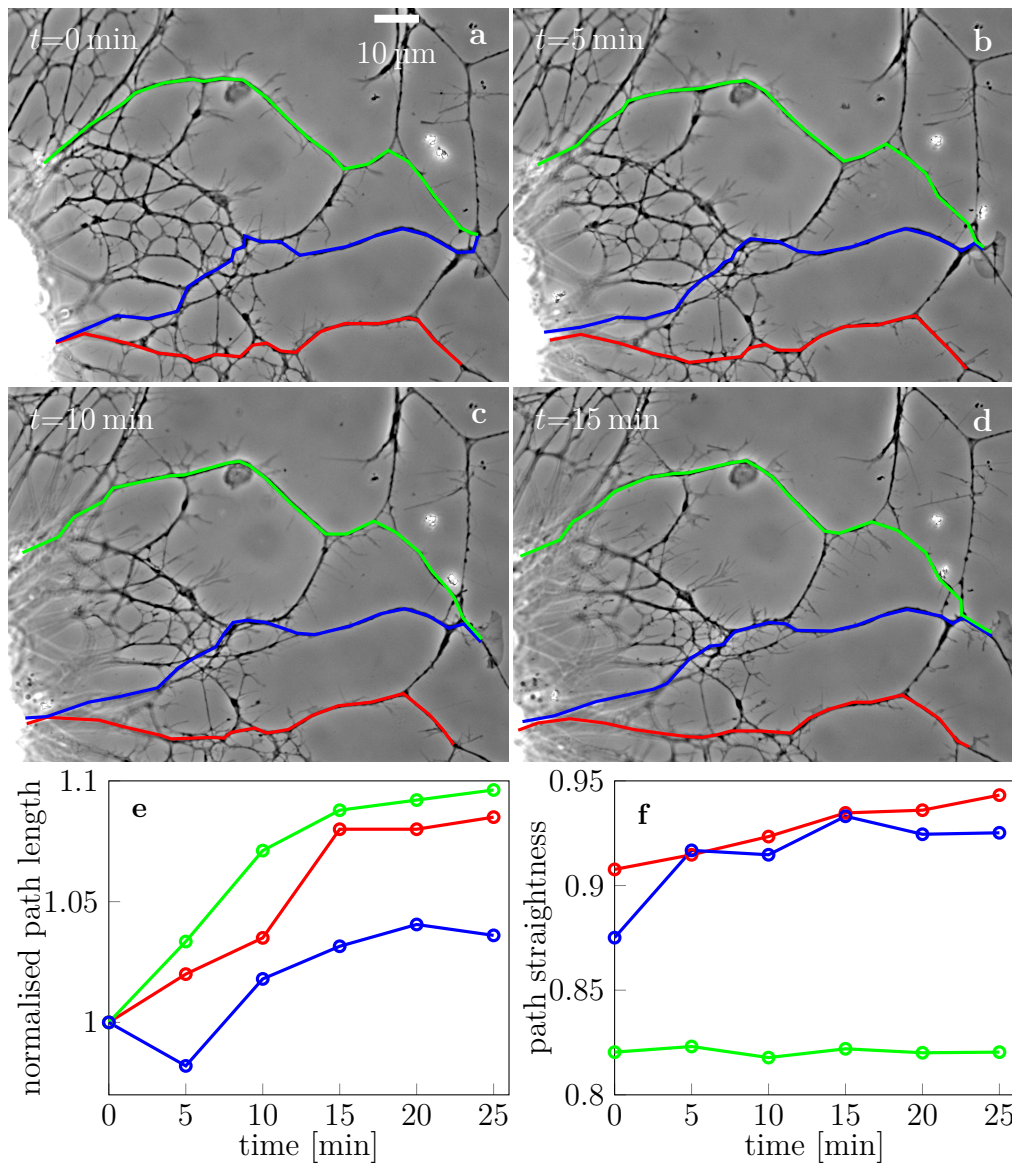 t=0 min
10 µm
a
t=5 min
b
t=10 min
c
t=15 min
d
normalised path length
1.1
1.05
1
e
0
5
10
15
20
25
time [min]
path straightness
0.95
0.9
0.85
0.8
f
0
5
10
15
20
25
time [min]